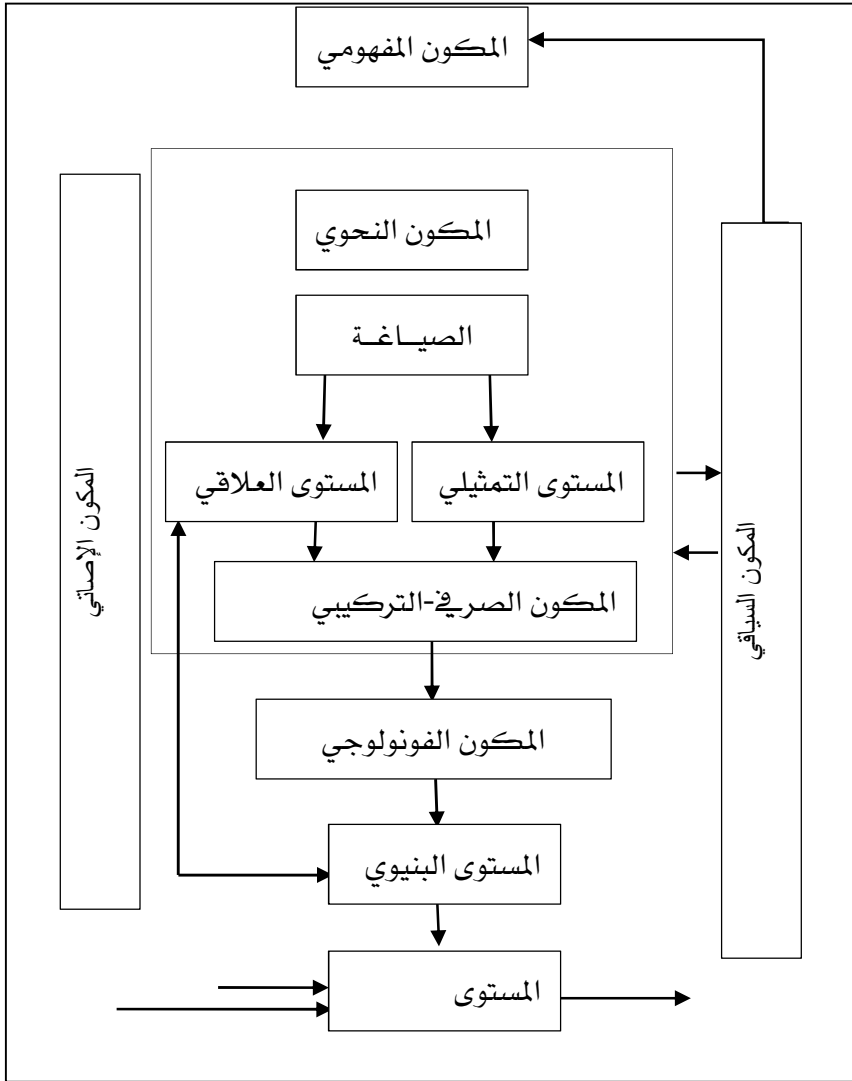 المكون المفهومي
المكون النحوي
الصياغة
المستوى التمثيلي
المستوى العلاقي
المكون الصرفي-التركيبي
المكون الفونولوجي
المستوى البنيوي
المستوى
المكون السياقي
المكون الإصاتي